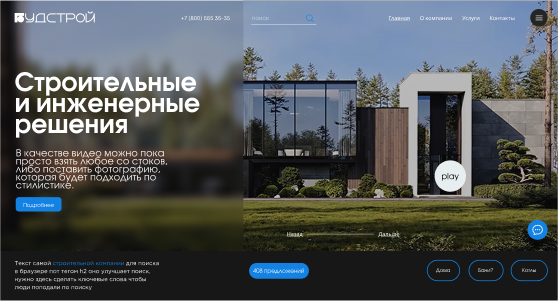 БУДСТРОЙ
+7 (800) 555 35-35
поиск
Главная
О компании
Услуги
Контакты
Строительные
и инженерные
решения
В качестве видео можно пока
просто взять любое со стоков,
либо поставить фотографию,
которая будет подходить по
стилистике.
Подробнее
play
Назад
Дальше
Текст самой строительной компании для поиска
в браузере пот тегом h2 оно улучшает поиск,
нужно здесь сделать ключевые слова чтобы
люди попадали по поиску
408 предложений
Дома
Бани?
Котлы